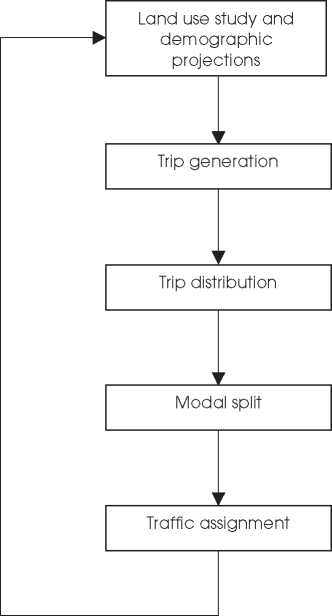 Land use study and
demographic
projections
Trip generation
Trip distribution
Modal split
Traffic assignment